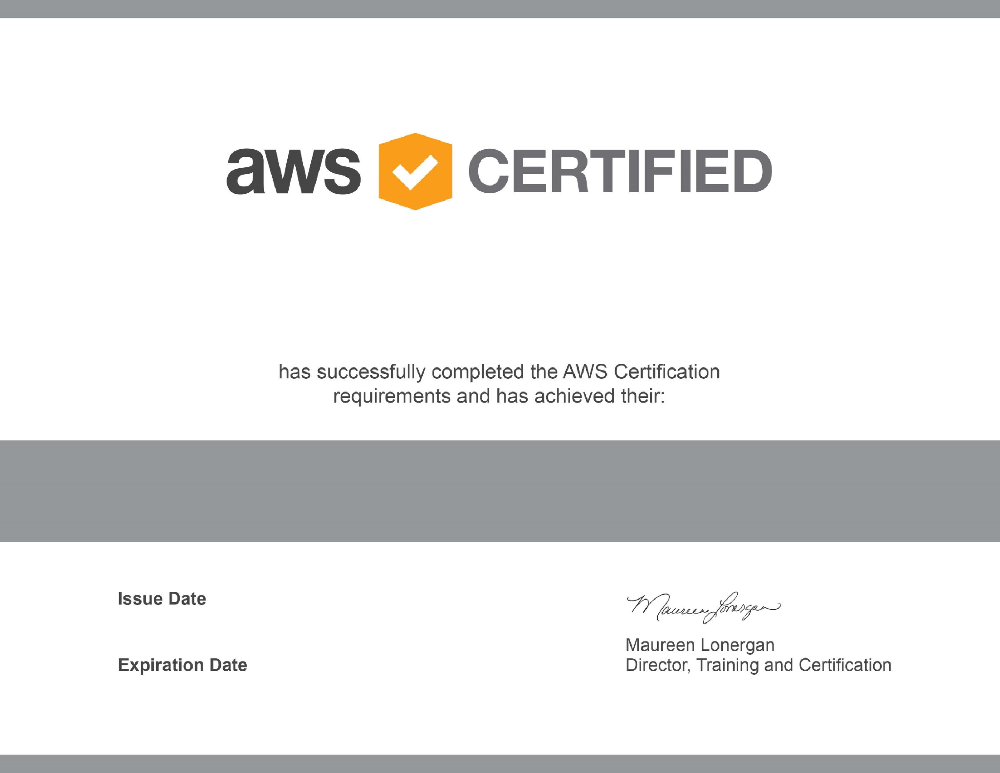 aws CERTIFIED
has successfully completed the AWS Certification
requirements and has achieved their:
Issue Date
Expiration Date
Maureen Lonergan
Maureen Lonergan
Director, Training and Certification